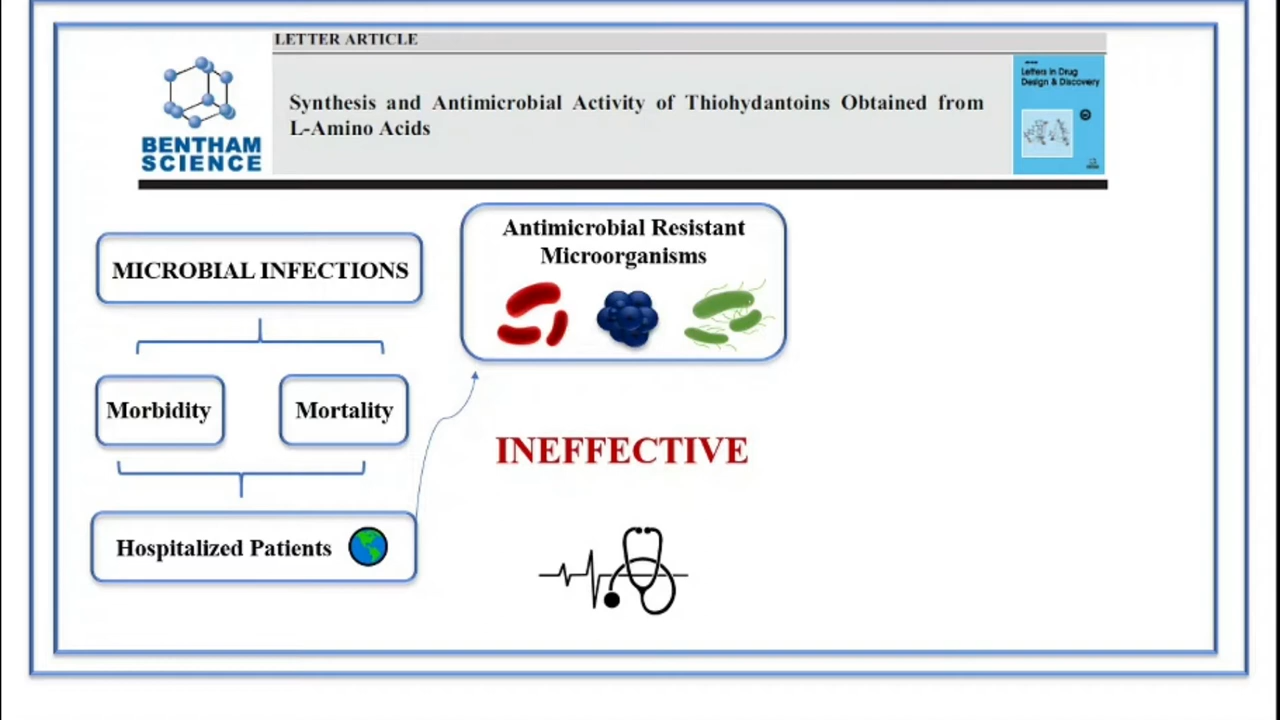 LETTER ARTICLE
BENTHAM
SCIENCE
Synthesis and Antimicrobial Activity of Thiohydantoins Obtained from
L-Amino Acids
Letters in Drug
Design & Discovery
MICROBIAL INFECTIONS
Morbidity
Mortality
Hospitalized Patients
Antimicrobial Resistant
Microorganisms
INEFFECTIVE